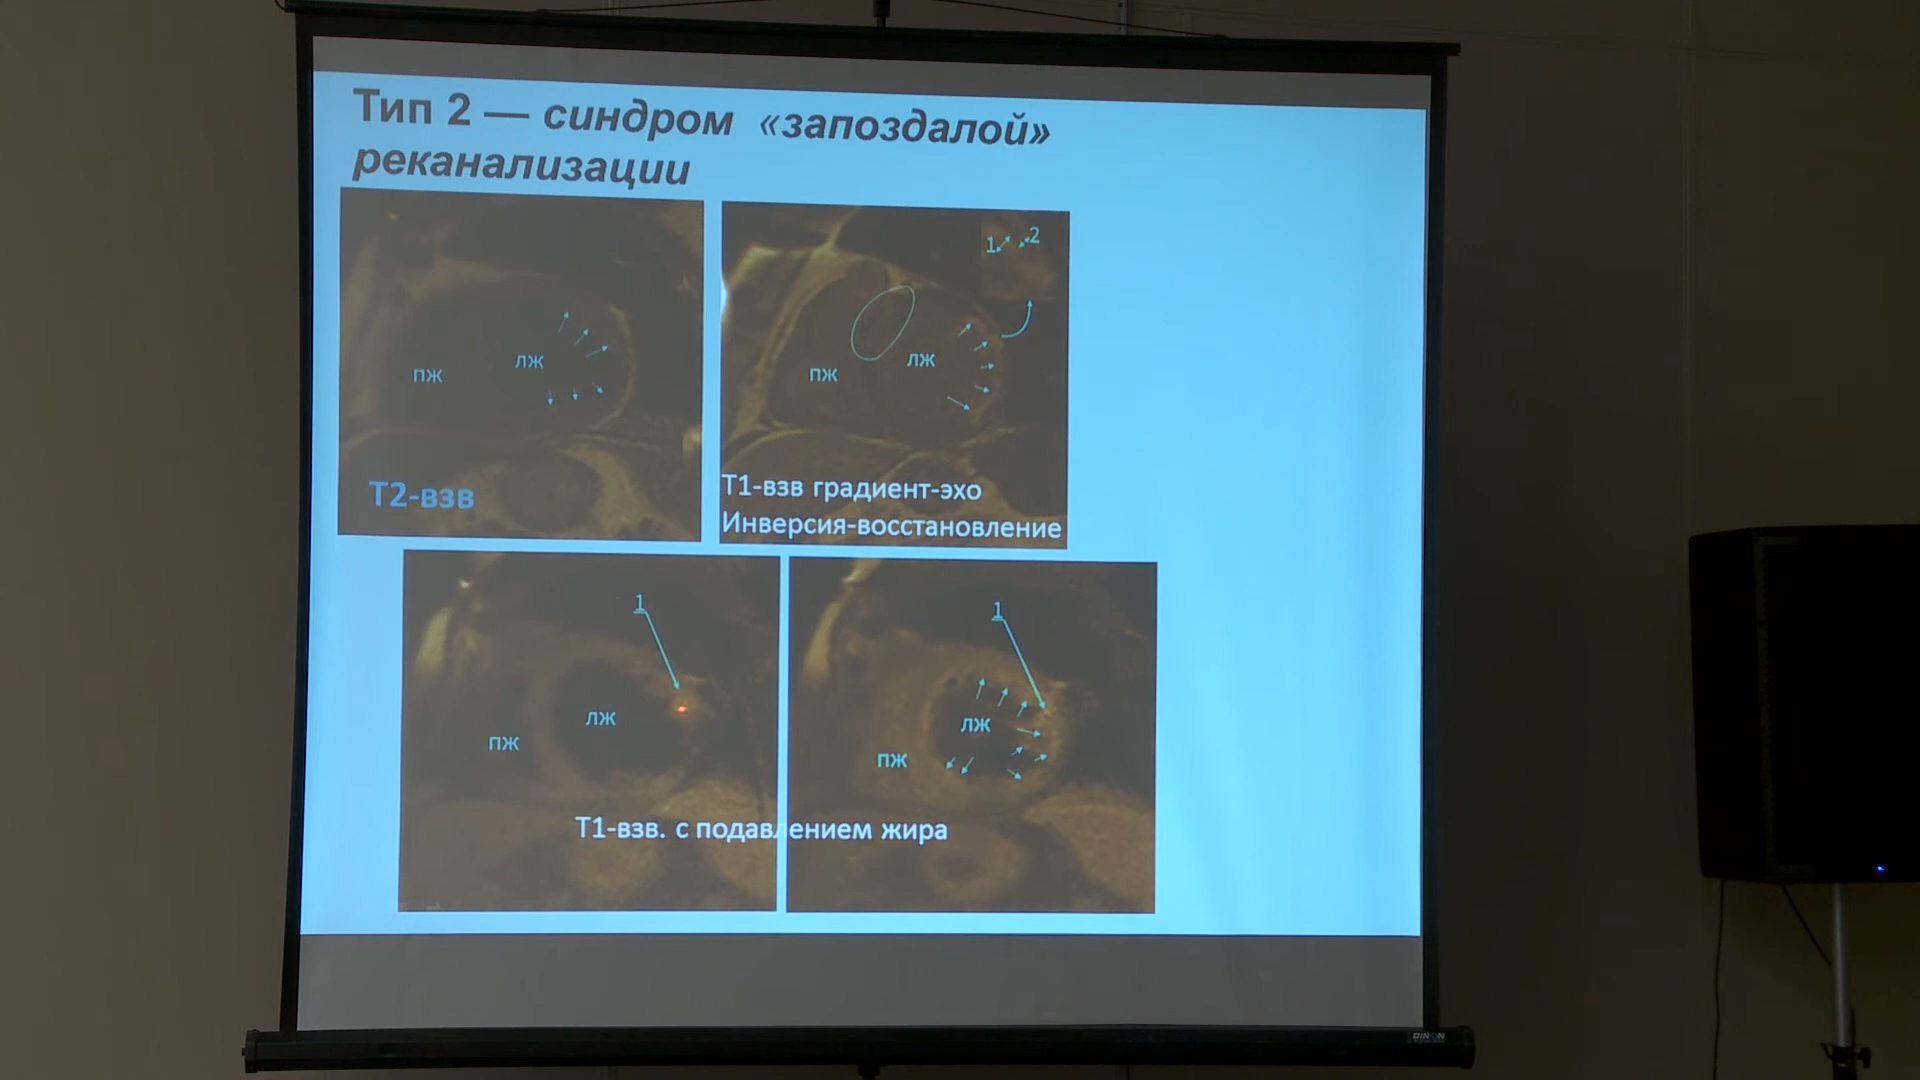 Тип 2 — синдром «запоздалой»
реканализации
пж
лж
Т2-взв
1
2
пж
лж
Т1-взв градиент-эхо
Инверсия-восстановление
1
лж
пж
1
лж
пж
Т1-взв. с подавлением жира
DINON